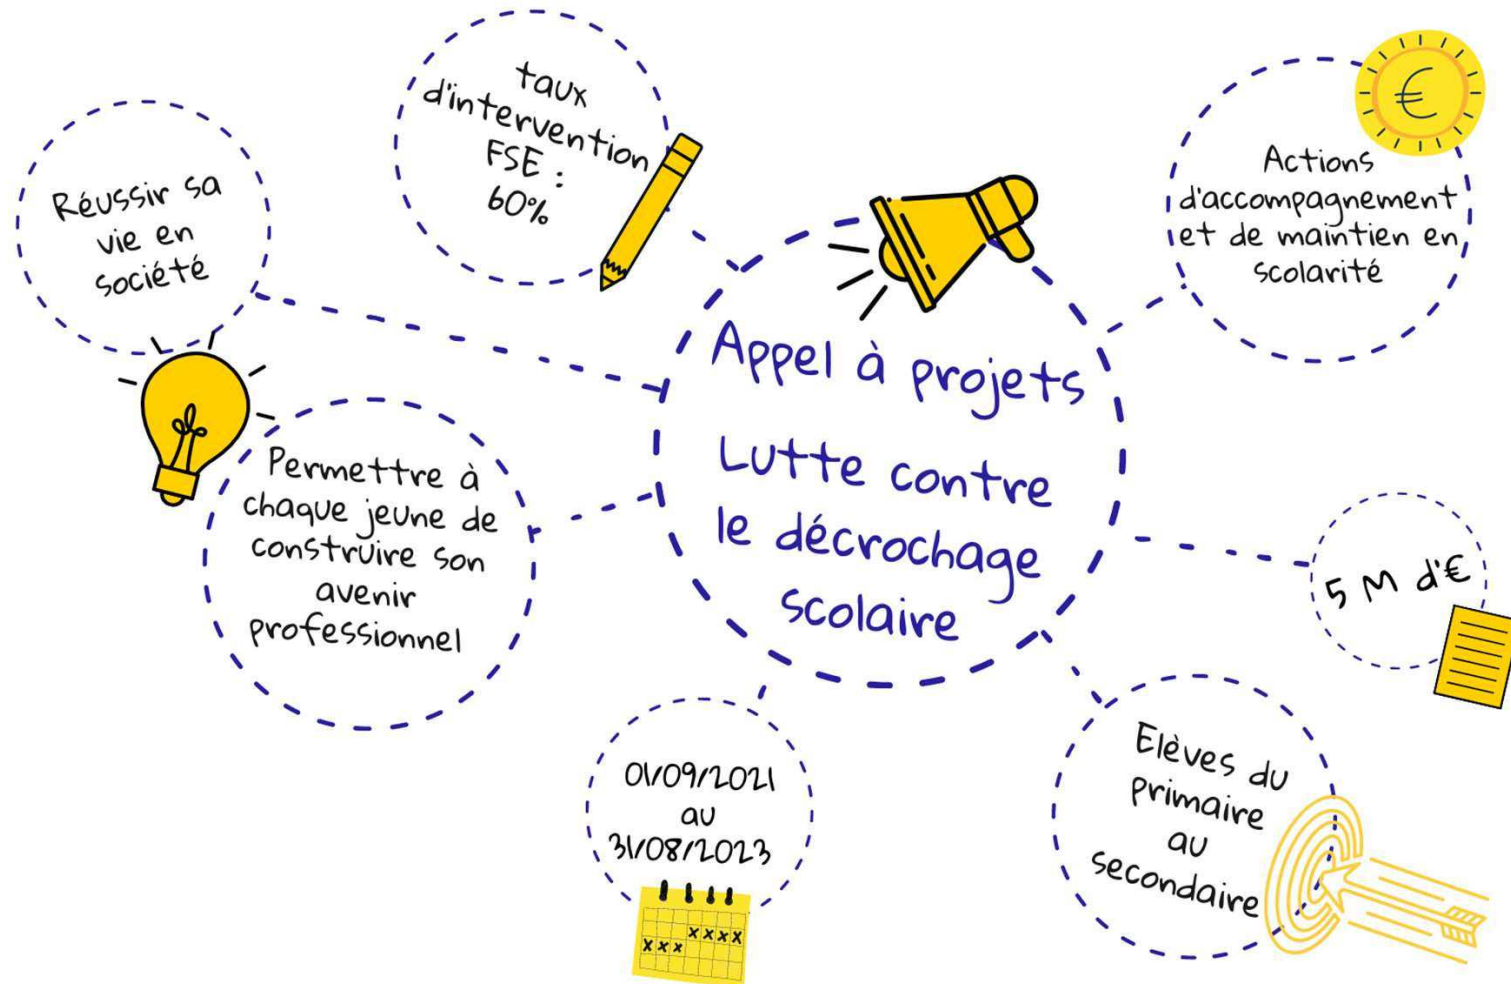 taux
d'intervention
FSE :
60%
Réussir sa
vie en
société
Actions
d'accompagnement
et de maintien en
scolarité
Appel à projets
Lutte contre
le décrochage
scolaire
Permettre à
chaque jeune de
construire son
avenir
professionnel
5 M d'€
01/09/2021
au
31/08/2023
Elèves du
primaire
au
secondaire